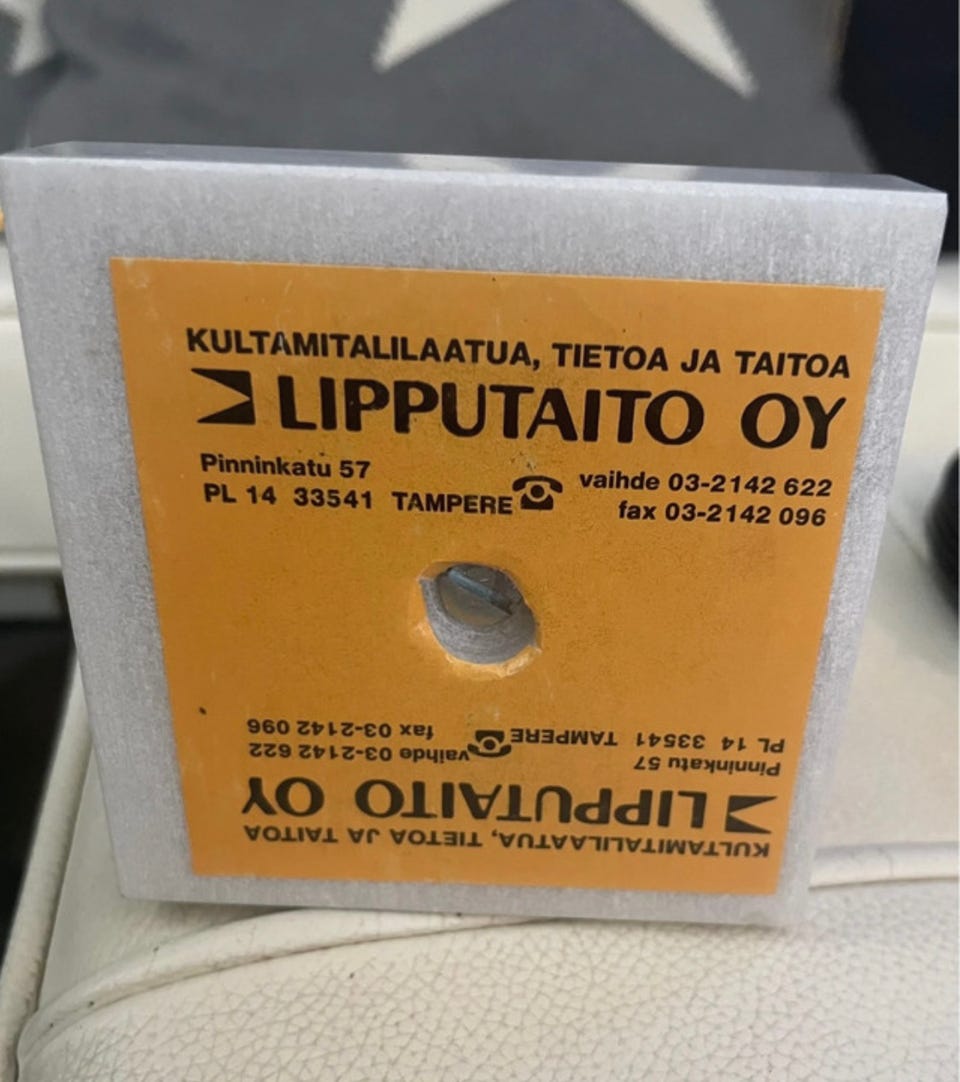 KULTAMITALILAATUA, TIETOA JA TAITOA
LIPPUTAITO OY
Pinninkatu 57
PL 14 33541 TAMPERE
vaihde 03-2142 622
fax 03-2142 096
KULTAMITALILAATUA, TIETOA JA TAITOA
LIPPUTAITO OY
Pinninkatu 57
PL 14 33541 TAMPERE
vaihde 03-2142 622
fax 03-2142 096